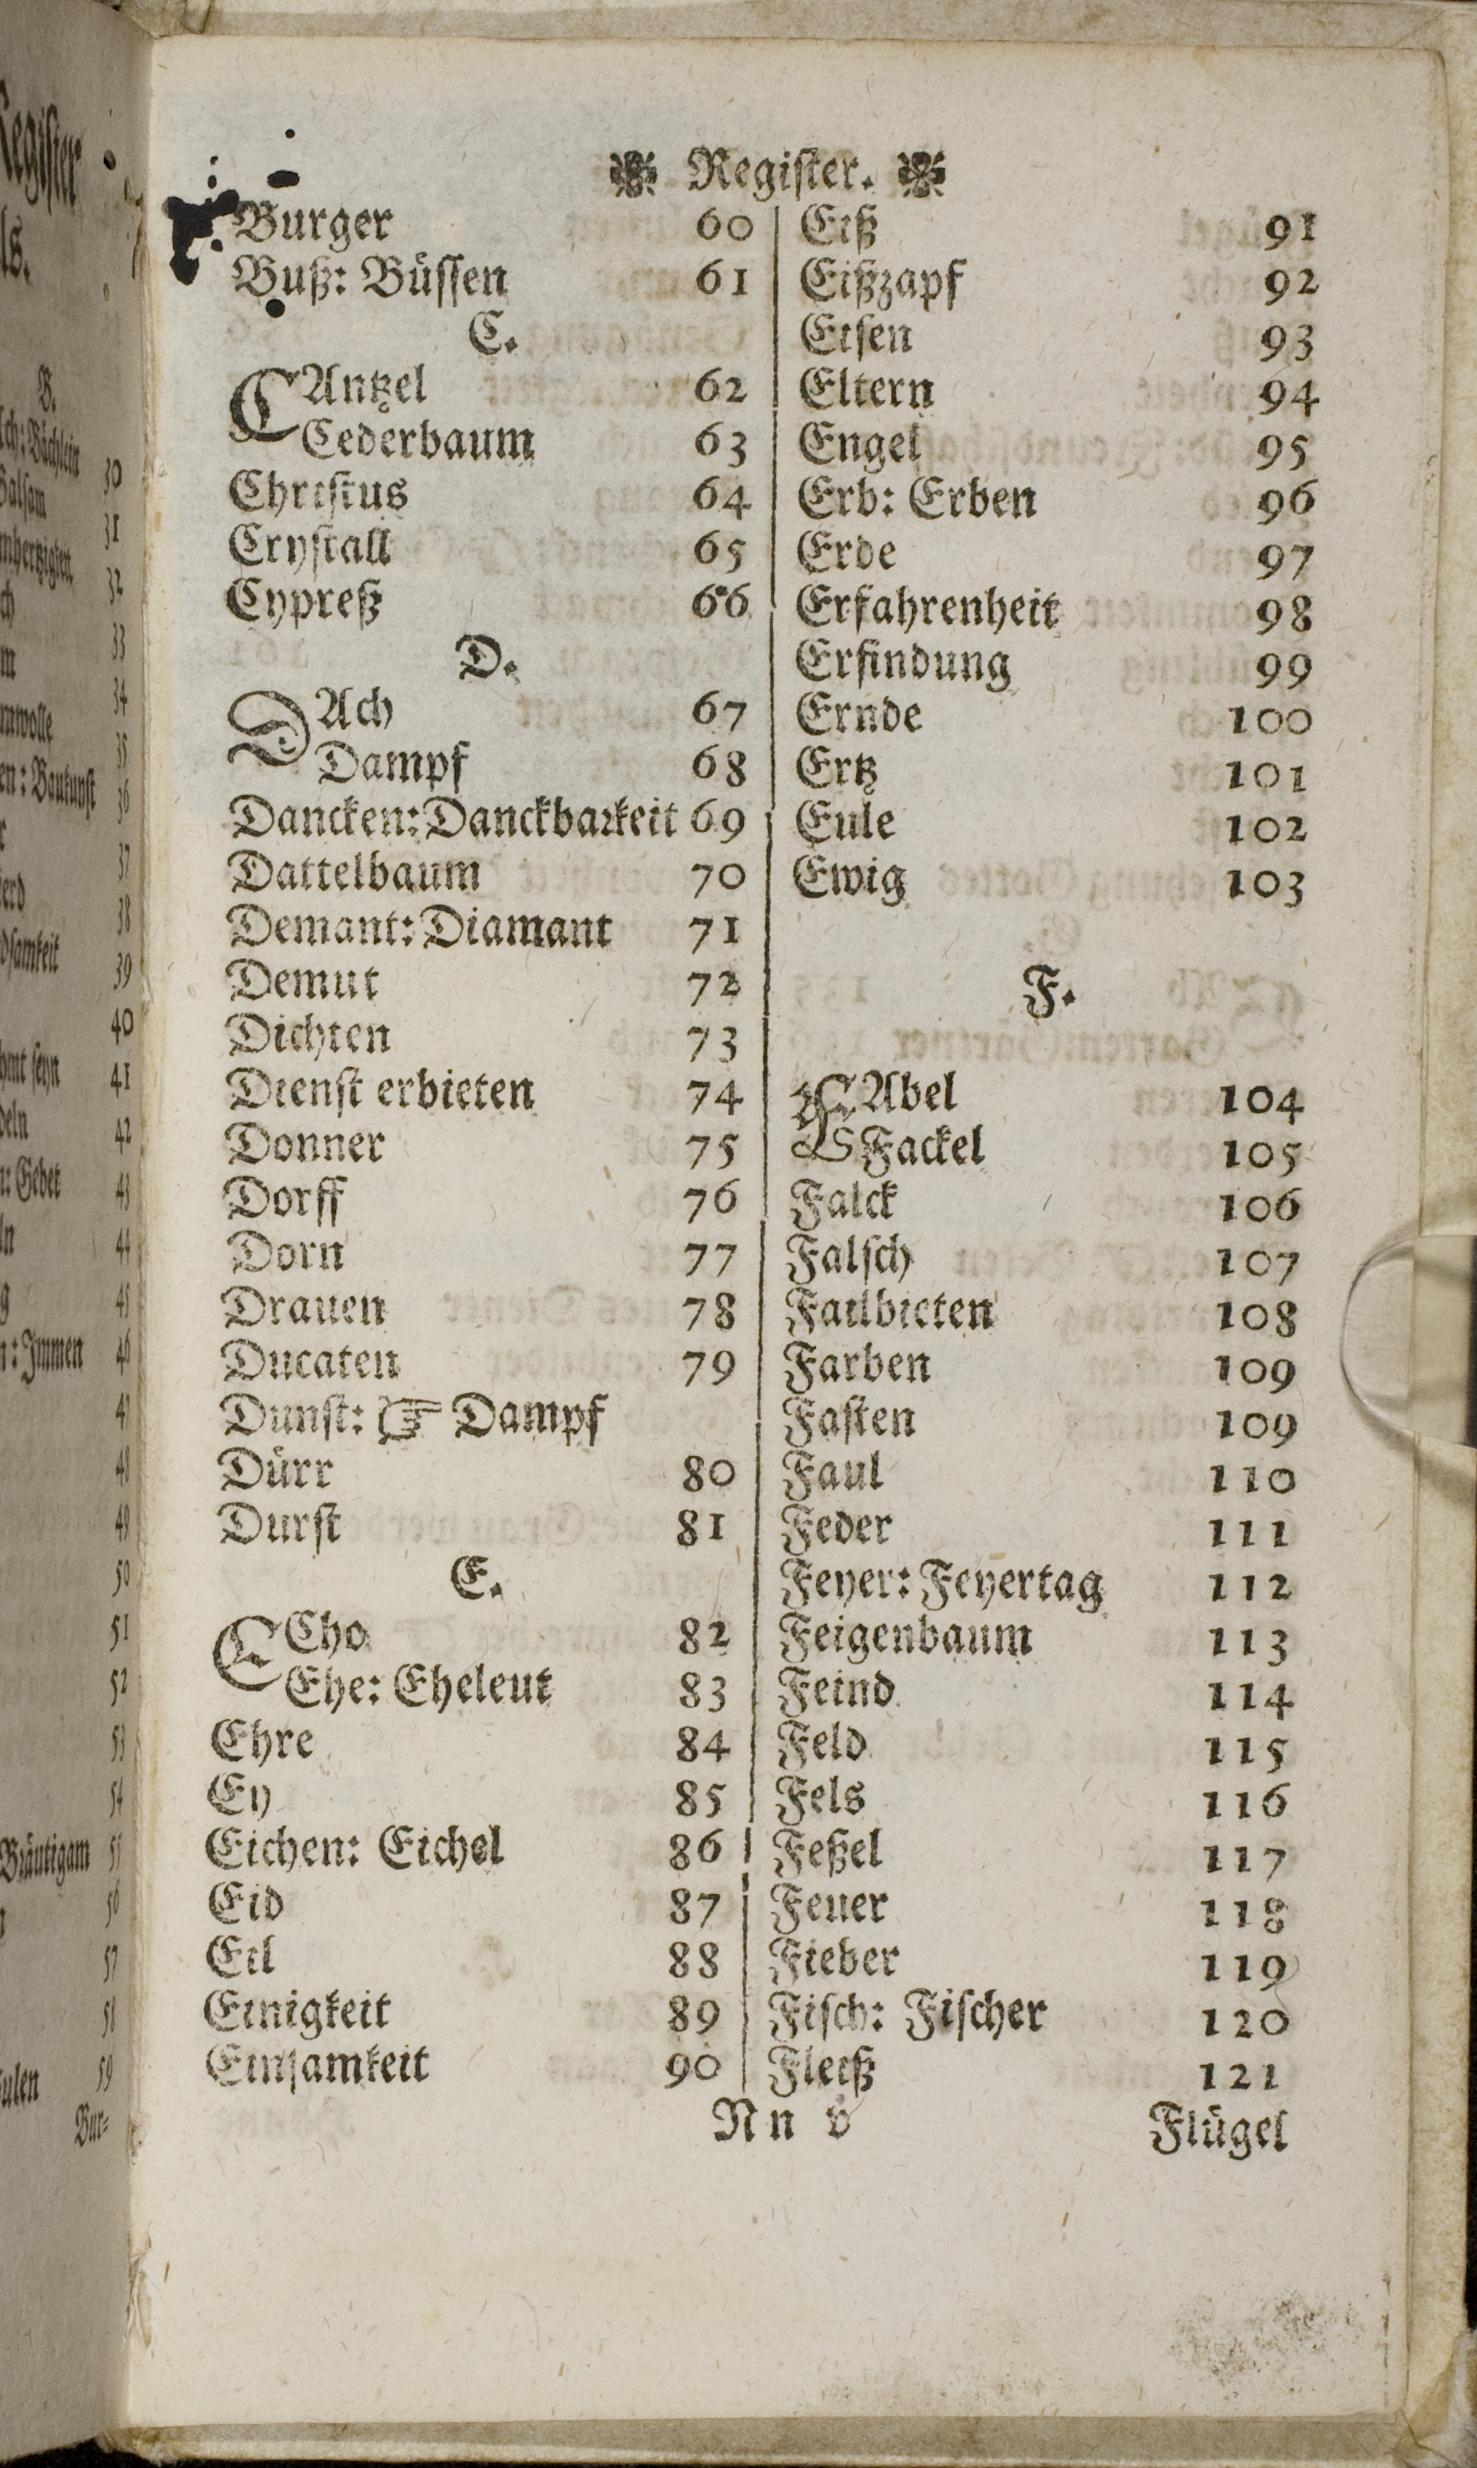 Register.
Burger 60
Buß: Büssen 61
C.
CAntzel 62
Cederbaum 63
Christus 64
Crystall 65
Cypreß 66
D.
DAch 67
Dampf 68
Dancken: Danckbarkeit 69
Dattelbaum 70
Demant: Diamant 71
Demut 72
Dichten 73
Dienst erbieten 74
Donner 75
Dorff 76
Dorn 77
Drauen 78
Ducaten 79
Dunst: ☞ Dampf
Dürr 80
Durst 81
E.
ECho 82
Ehe: Eheleut 83
Ehre 84
Ey 85
Eichen: Eichel 86
Eid 87
Eil 88
Einigkeit 89
Einsamkeit 90
Eiß 91
Eißzapf 92
Eisen 93
Eltern 94
Engel 95
Erb: Erben 96
Erde 97
Erfahrenheit 98
Erfindung 99
Ernde 100
Ertz 101
Eule 102
Ewig 103
F.
FAbel 104
Fackel 105
Falck 106
Falsch 107
Failbieten 108
Farben 109
Fasten 109
Faul 110
Feder 111
Feyer: Feyertag 112
Feigenbaum 113
Feind 114
Feld 115
Fels 116
Feßel 117
Feuer 118
Fieber 119
Fisch: Fischer 120
Fleiß 121
Nn v
Flügel